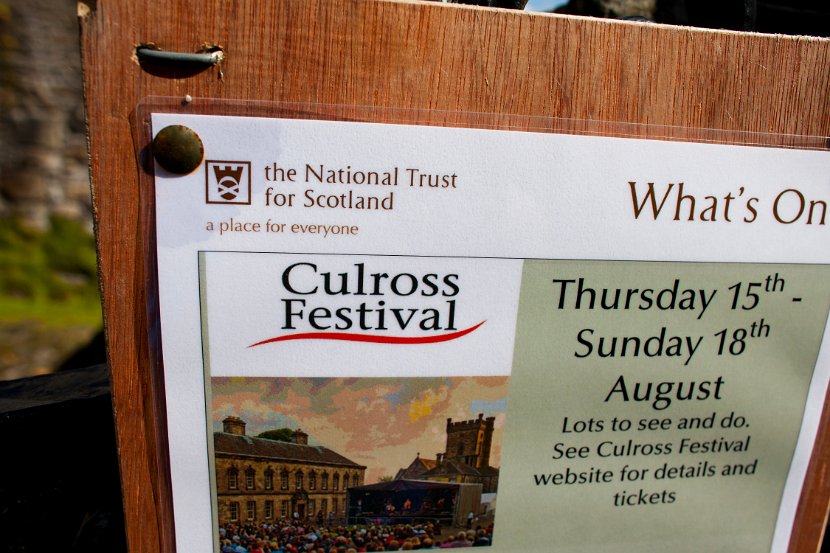 the National Trust
for Scotland
a place for everyone
What's On
Culross
Festival
Thursday 15th -
Sunday 18th
August
Lots to see and do.
See Culross Festival
website for details and
tickets